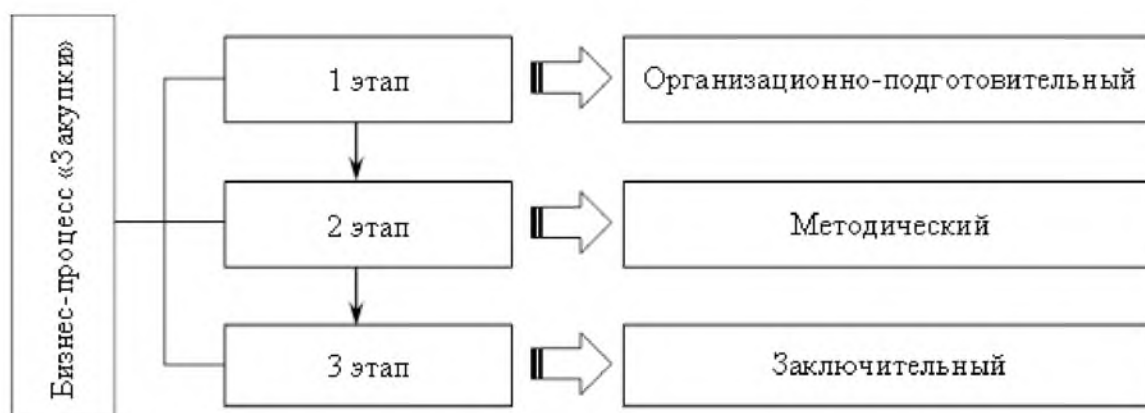 Бизнес-процесс «Закупки»
1 этап
Организационно-подготовительный
2 этап
Методический
3 этап
Заключительный